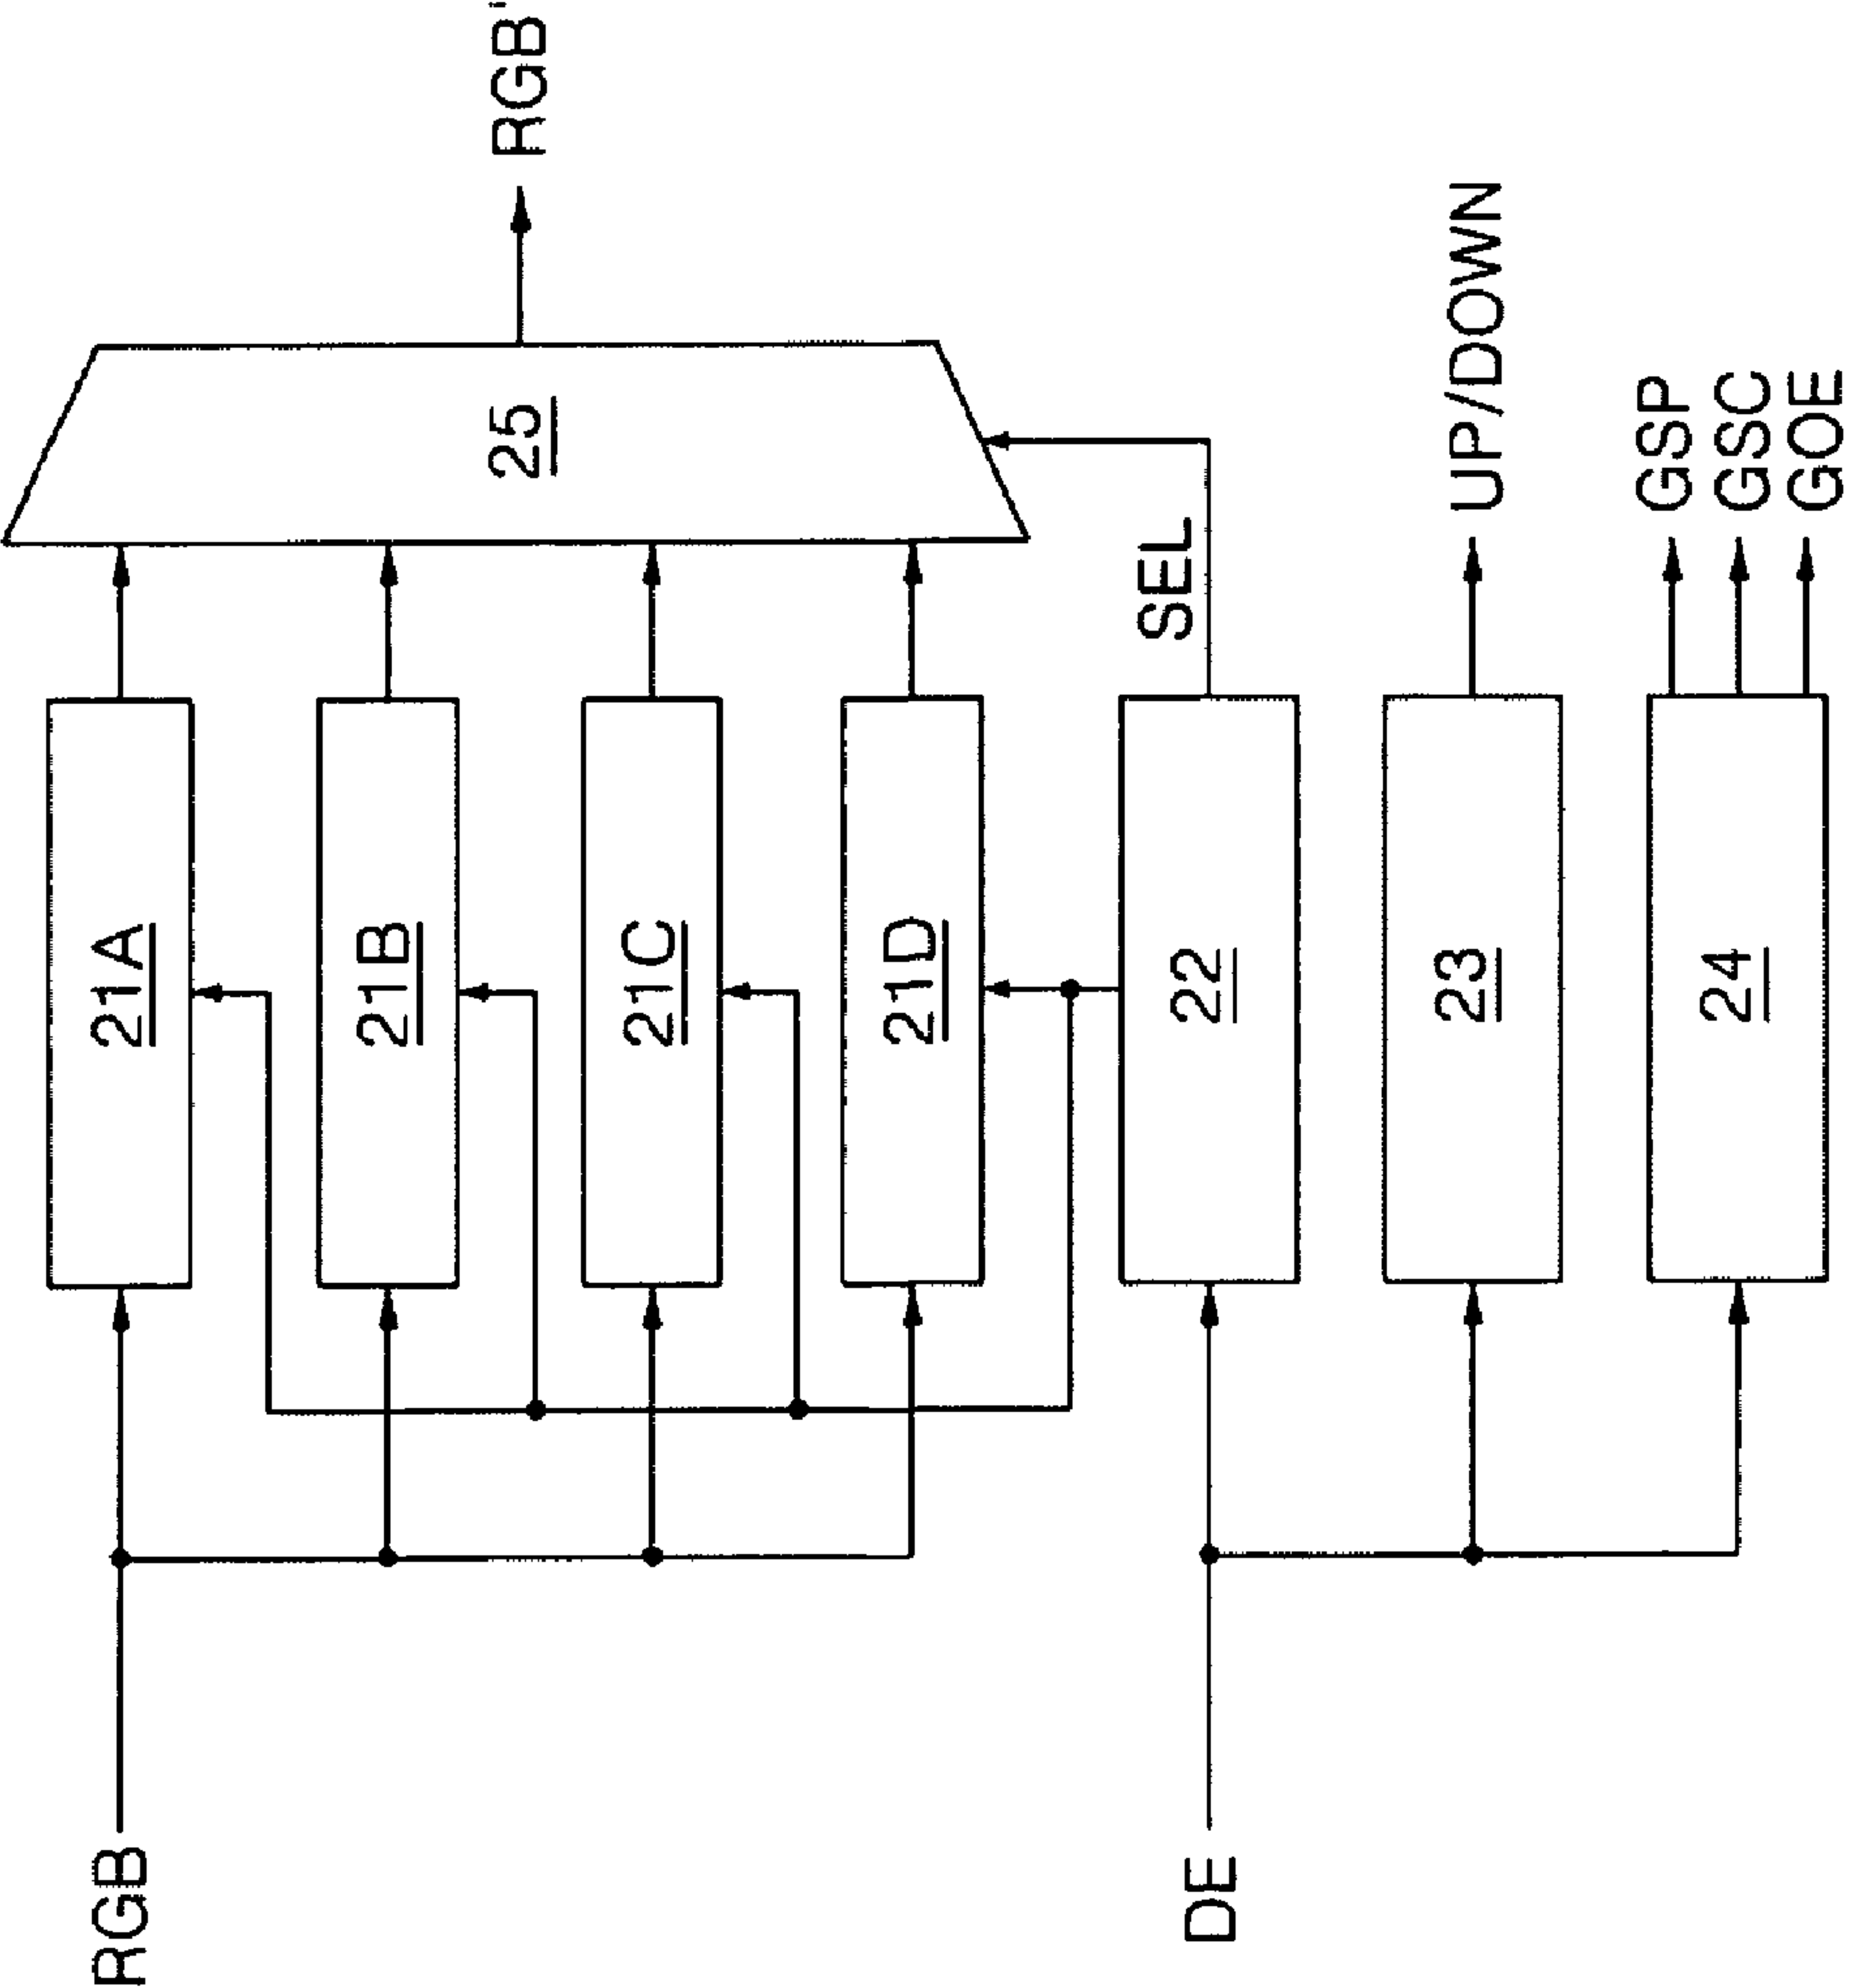 RGB
21A
21B
21C
21D
25
RGB'
SEL
DE
22
23
UP/DOWN
24
GSP
GSC
GOE